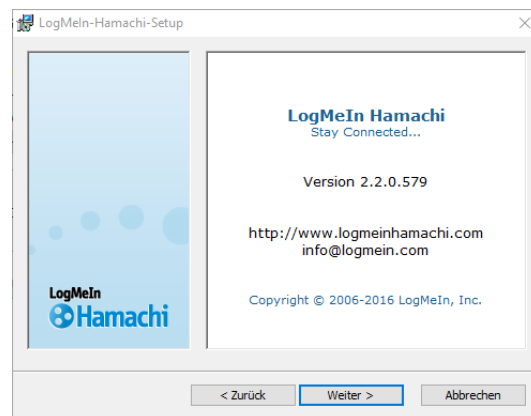 LogMeIn-Hamachi-Setup
LogMeIn Hamachi
Stay Connected...
Version 2.2.0.579
http://www.logmeinhamachi.com
info@logmein.com
Copyright © 2006-2016 LogMeIn, Inc.
LogMeIn
Hamachi
< Zurück
Weiter >
Abbrechen